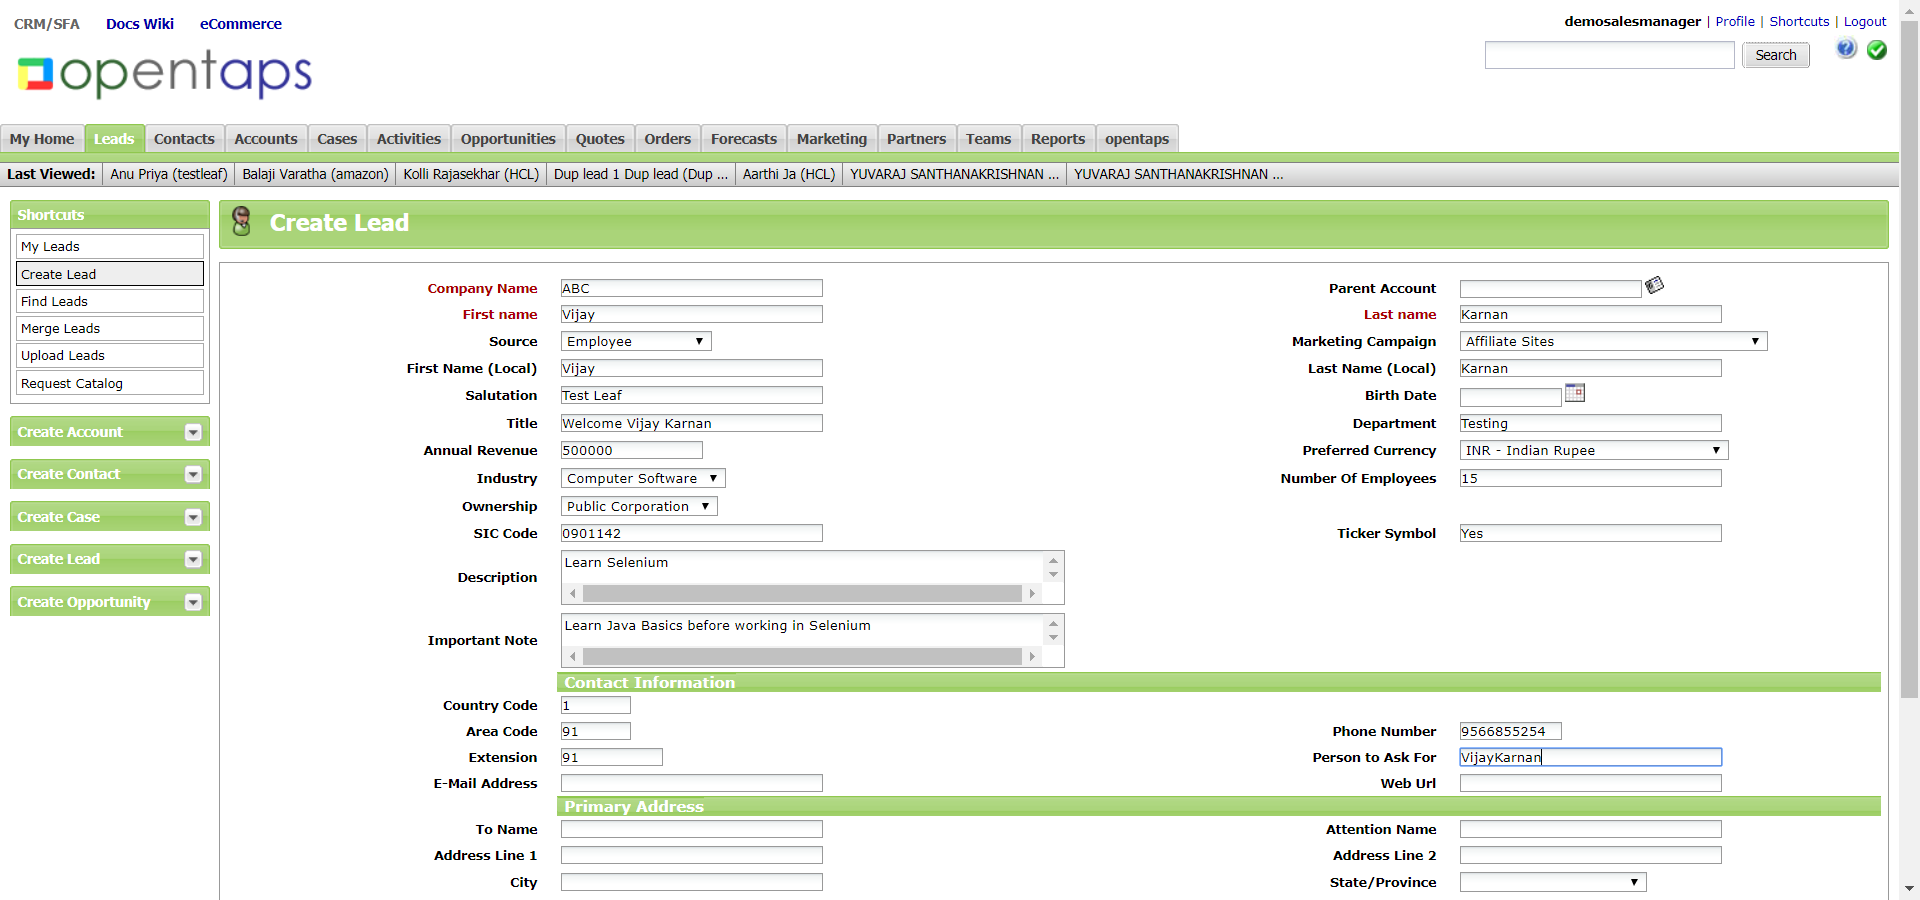 CRM/SFA Docs Wiki eCommerce
demosalesmanager | Profile | Shortcuts | Logout
opentaps
Search
My Home Leads Contacts Accounts Cases Activities Opportunities Quotes Orders Forecasts Marketing Partners Teams Reports opentaps
Last Viewed: Anu Priya (testleaf) Balaji Varatha (amazon) Kolli Rajasekhar (HCL) Dup lead 1 Dup lead (Dup ... Aarthi Ja (HCL) YUVARAJ SANTHANAKRISHNAN ... YUVARAJ SANTHANAKRISHNAN ...
Shortcuts
My Leads
Create Lead
Find Leads
Merge Leads
Upload Leads
Request Catalog
Create Account
Create Contact
Create Case
Create Lead
Create Opportunity
Create Lead
Company Name ABC Parent Account
First name Vijay Last name Karnan
Source Employee Marketing Campaign Affiliate Sites
First Name (Local) Vijay Last Name (Local) Karnan
Salutation Test Leaf Birth Date
Title Welcome Vijay Karnan Department Testing
Annual Revenue 500000 Preferred Currency INR - Indian Rupee
Industry Computer Software Number Of Employees 15
Ownership Public Corporation
SIC Code 0901142 Ticker Symbol Yes
Description Learn Selenium
Important Note Learn Java Basics before working in Selenium
Contact Information
Country Code 1
Area Code 91 Phone Number 9566855254
Extension 91 Person to Ask For VijayKarnan
E-Mail Address Web Url
Primary Address
To Name Attention Name
Address Line 1 Address Line 2
City State/Province